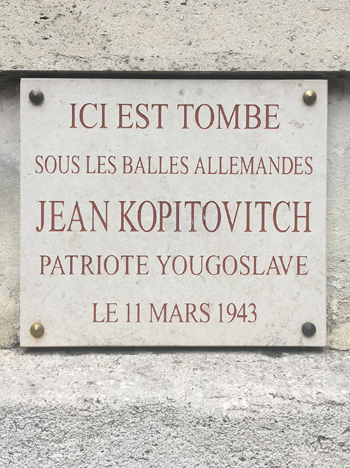 ICI EST TOMBE
SOUS LES BALLES ALLEMANDES
JEAN KOPITOVITCH
PATRIOTE YOUGOSLAVE
LE 11 MARS 1943